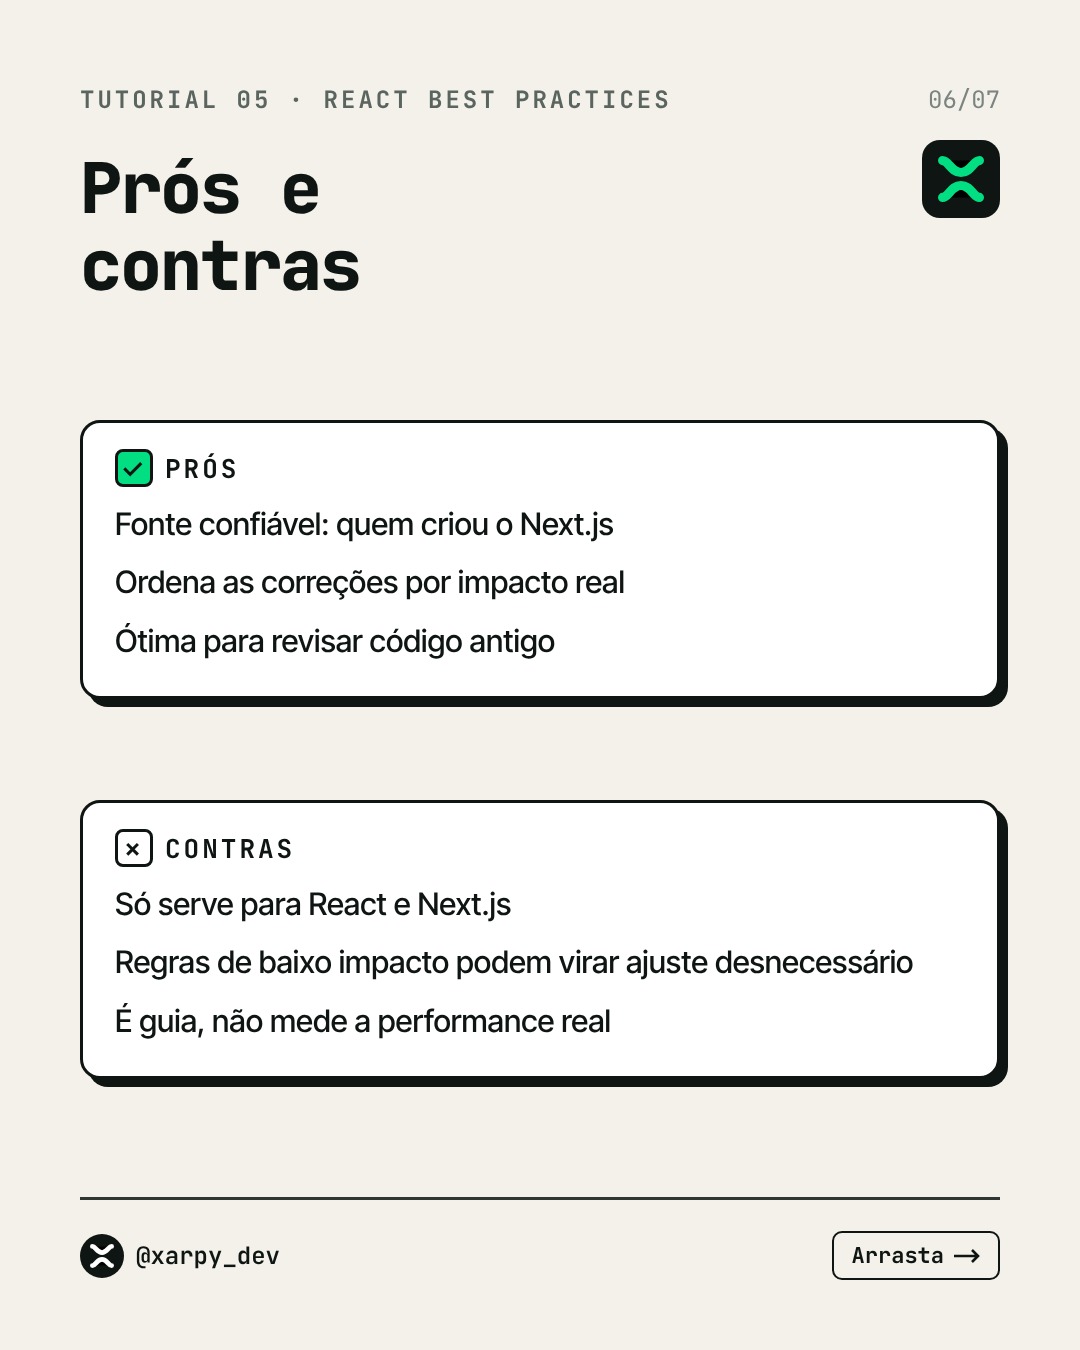 TUTORIAL 05 · REACT BEST PRACTICES
06/07
Prós e
contras
PRÓS
Fonte confiável: quem criou o Next.js
Ordena as correções por impacto real
Ótima para revisar código antigo
CONTRAS
Só serve para React e Next.js
Regras de baixo impacto podem virar ajuste desnecessário
É guia, não mede a performance real
@xarpy_dev
Arrasta →